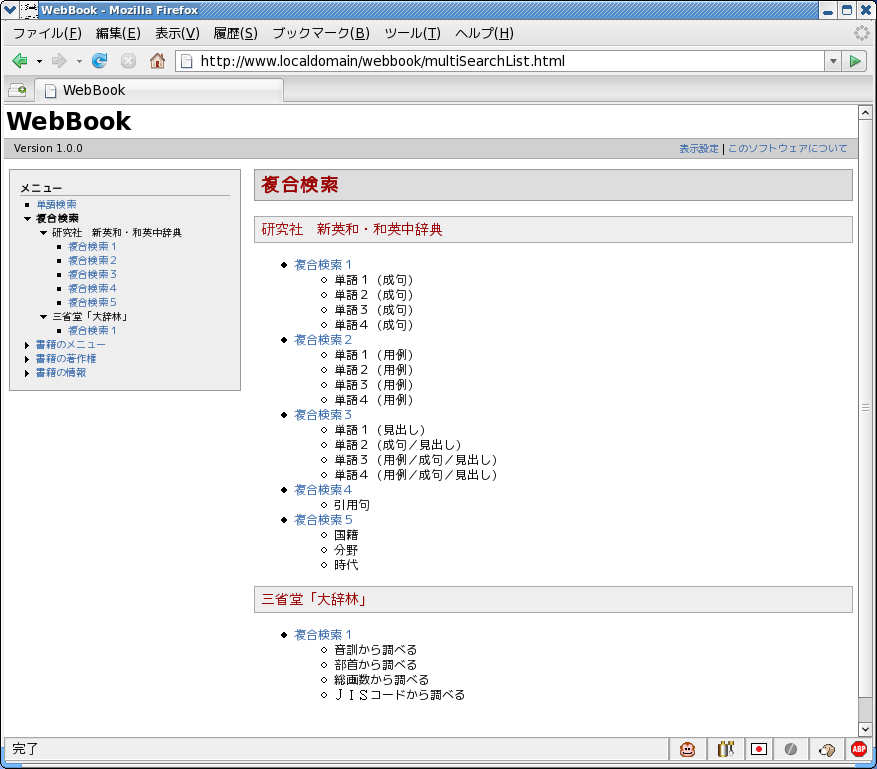 WebBook - Mozilla Firefox
ファイル(F) 編集(E) 表示(V) 履歴(S) ブックマーク(B) ツール(T) ヘルプ(H)
http://www.localdomain/webbook/multiSearchList.html
WebBook
WebBook
Version 1.0.0
表示設定 | このソフトウェアについて
メニュー
単語検索
複合検索
研究社 新英和・和英中辞典
複合検索１
複合検索２
複合検索３
複合検索４
複合検索５
三省堂「大辞林」
複合検索１
書籍のメニュー
書籍の著作権
書籍の情報
複合検索
研究社　新英和・和英中辞典
複合検索１
単語１（成句）
単語２（成句）
単語３（成句）
単語４（成句）
複合検索２
単語１（用例）
単語２（用例）
単語３（用例）
単語４（用例）
複合検索３
単語１（見出し）
単語２（成句／見出し）
単語３（用例／成句／見出し）
単語４（用例／成句／見出し）
複合検索４
引用句
複合検索５
国籍
分野
時代
三省堂「大辞林」
複合検索１
音訓から調べる
部首から調べる
総画数から調べる
ＪＩＳコードから調べる
完了
ABP